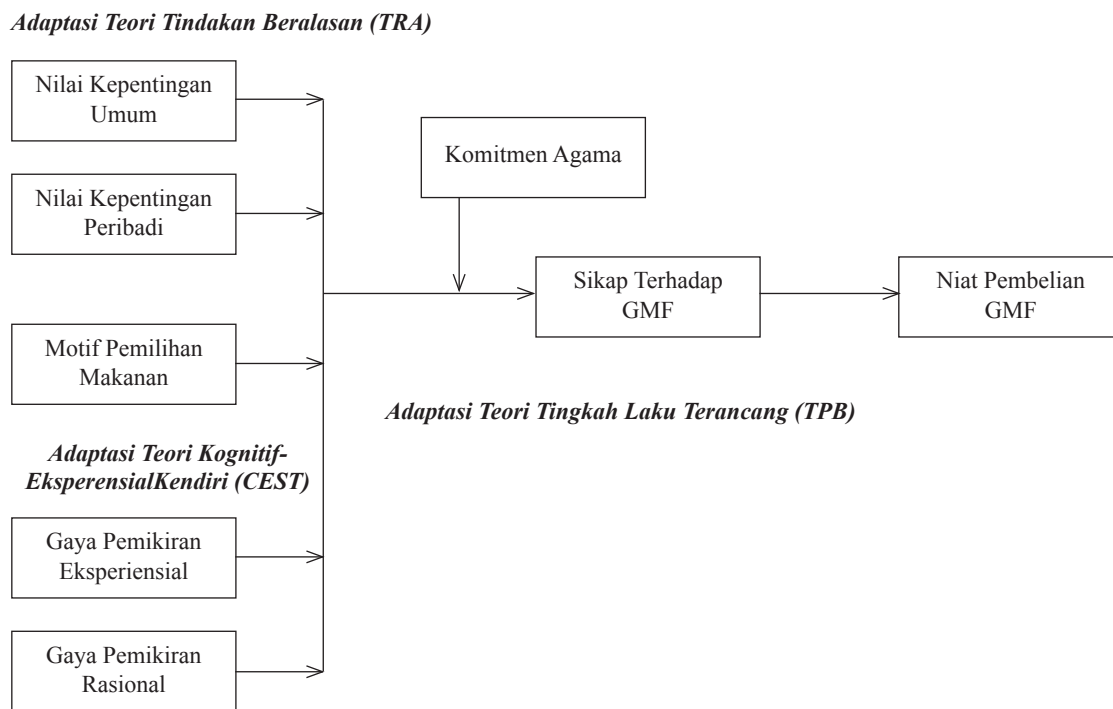 Adaptasi Teori Tindakan Beralasan (TRA)
Nilai Kepentingan
Umum
Komitmen Agama
Nilai Kepentingan
Peribadi
Sikap Terhadap
GMF
Niat Pembelian
GMF
Motif Pemilihan
Makanan
Adaptasi Teori Tingkah Laku Terancang (TPB)
Adaptasi Teori Kognitif-
EksperensialKendiri (CEST)
Gaya Pemikiran
Eksperiensial
Gaya Pemikiran
Rasional